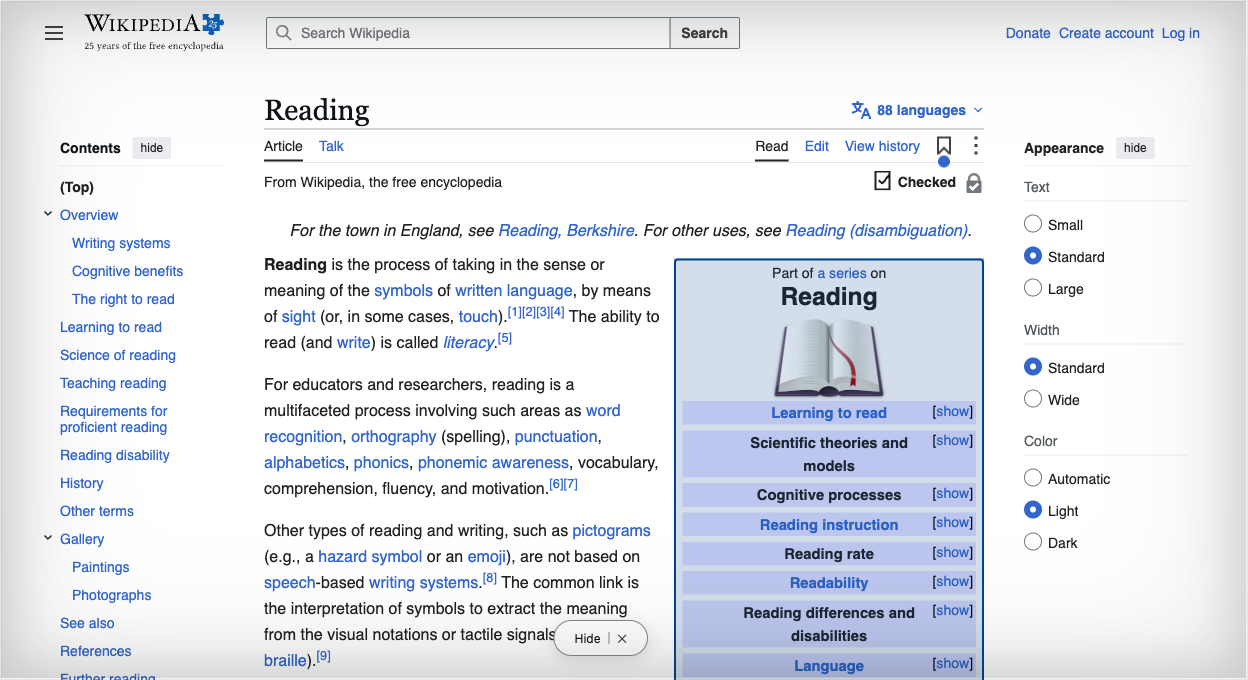 WIKIPEDIA 25
25 years of the free encyclopedia
Search Wikipedia
Search
Donate Create account Log in
Contents hide
(Top)
Overview
Writing systems
Cognitive benefits
The right to read
Learning to read
Science of reading
Teaching reading
Requirements for
proficient reading
Reading disability
History
Other terms
Gallery
Paintings
Photographs
See also
References
Further reading
Reading
88 languages
Article Talk
Read Edit View history
From Wikipedia, the free encyclopedia
Checked
For the town in England, see Reading, Berkshire. For other uses, see Reading (disambiguation).
Reading is the process of taking in the sense or
meaning of the symbols of written language, by means
of sight (or, in some cases, touch).[1][2][3][4] The ability to
read (and write) is called literacy.[5]
For educators and researchers, reading is a
multifaceted process involving such areas as word
recognition, orthography (spelling), punctuation,
alphabetics, phonics, phonemic awareness, vocabulary,
comprehension, fluency, and motivation.[6][7]
Other types of reading and writing, such as pictograms
(e.g., a hazard symbol or an emoji), are not based on
speech-based writing systems.[8] The common link is
the interpretation of symbols to extract the meaning
from the visual notations or tactile signals
braille).[9]
Hide
Part of a series on
Reading
Learning to read [show]
Scientific theories and [show]
models
Cognitive processes [show]
Reading instruction [show]
Reading rate [show]
Readability [show]
Reading differences and [show]
disabilities
Language [show]
Appearance hide
Text
Small
Standard
Large
Width
Standard
Wide
Color
Automatic
Light
Dark